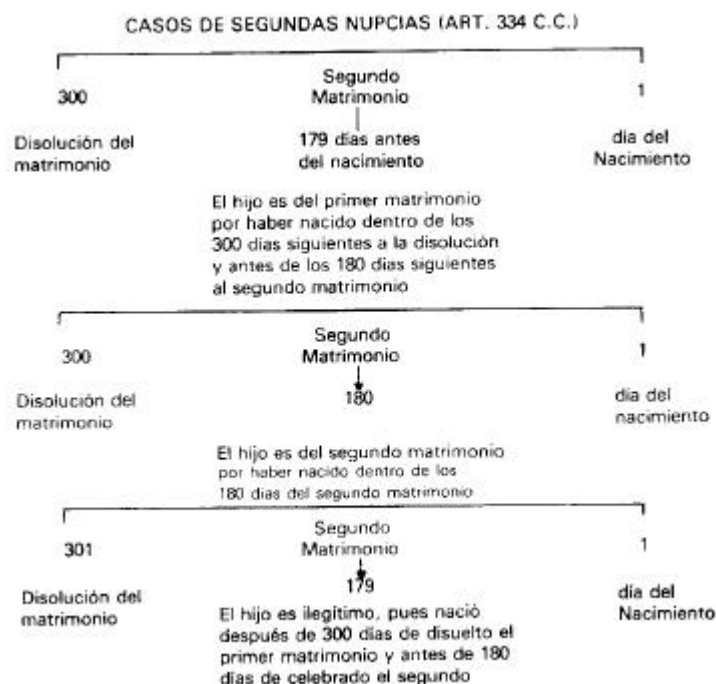 CASOS DE SEGUNDAS NUPCIAS (ART. 334 C.C.)
300
Segundo
Matrimonio
1
Disolución del
matrimonio
179 días antes
del nacimiento
día del
Nacimiento
El hijo es del primer matrimonio
por haber nacido dentro de los
300 días siguientes a la disolución
y antes de los 180 días siguientes
al segundo matrimonio
300
Segundo
Matrimonio
1
Disolución del
matrimonio
180
día del
nacimiento
El hijo es del segundo matrimonio
por haber nacido dentro de los
180 días del segundo matrimonio
301
Segundo
Matrimonio
1
Disolución del
matrimonio
179
día del
Nacimiento
El hijo es ilegítimo, pues nació
después de 300 días de disuelto el
primer matrimonio y antes de 180
días de celebrado el segundo